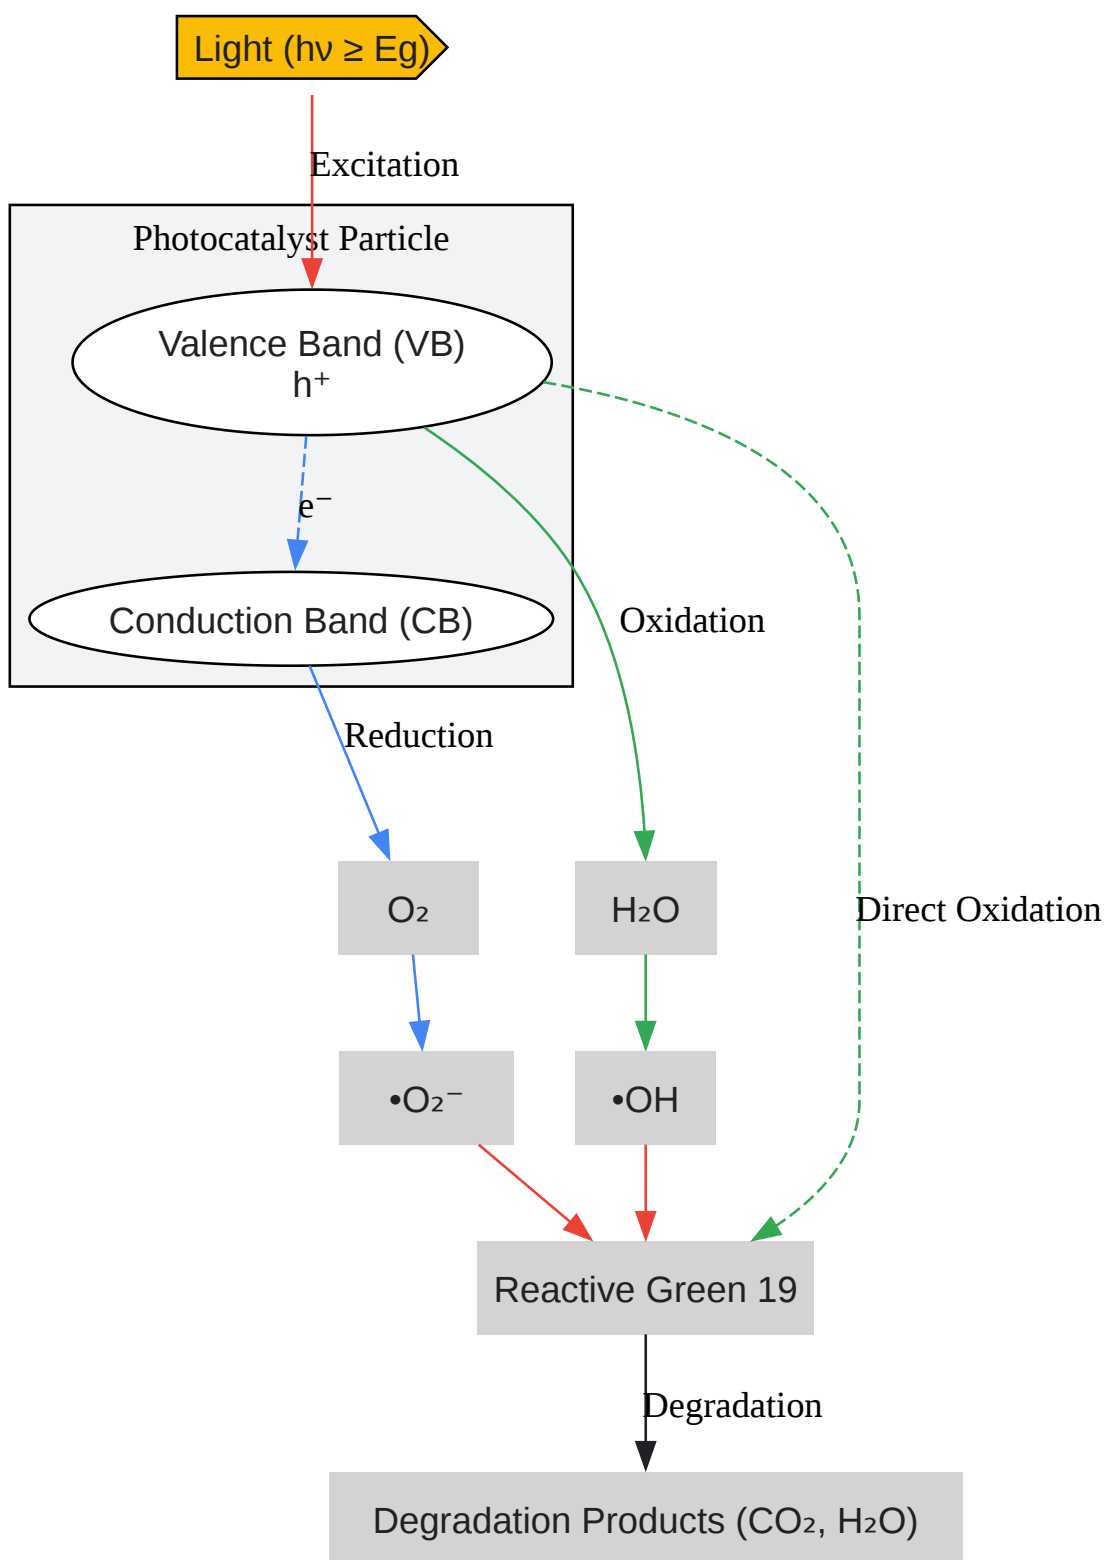 Light (hν ≥ Eg)
Excitation
Photocatalyst Particle
Valence Band (VB)
h⁺
e⁻
Conduction Band (CB)
Oxidation
Reduction
O₂
H₂O
Direct Oxidation
•O₂⁻
•OH
Reactive Green 19
Degradation
Degradation Products (CO₂, H₂O)